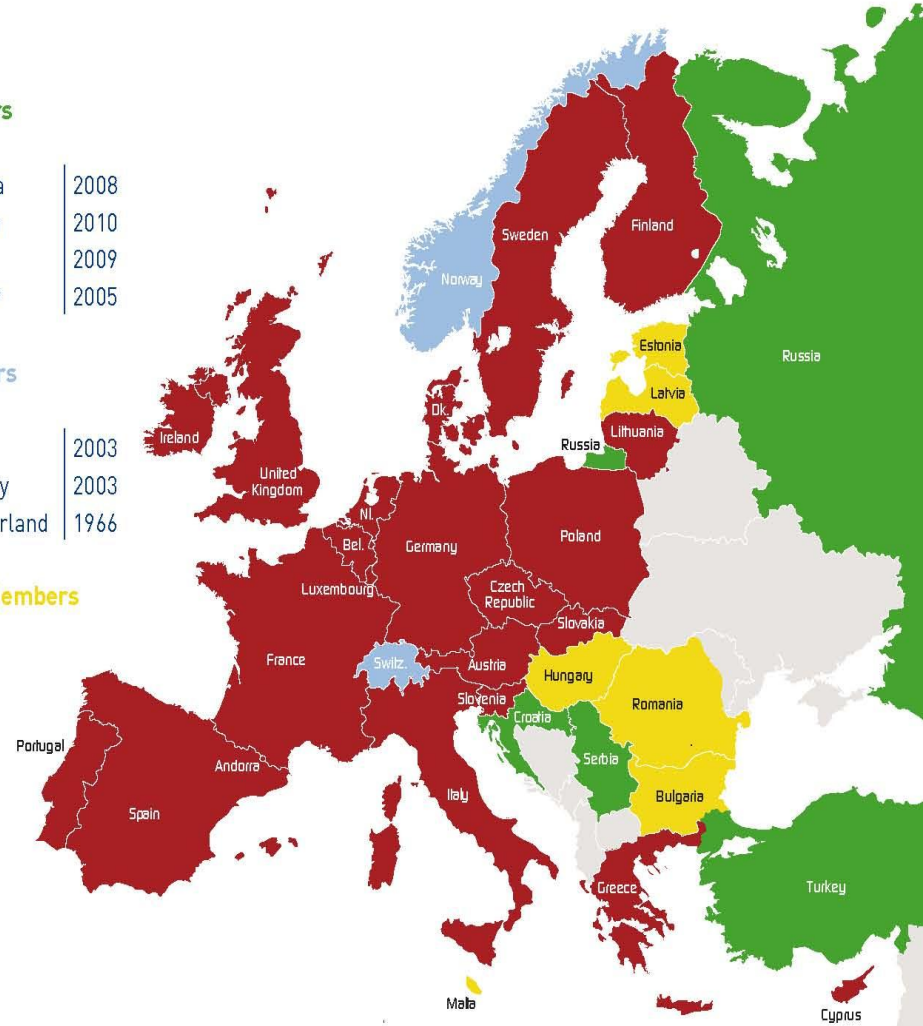 rs
a
2008
2010
2009
2005
rs
2003
y
2003
rland
1966
embers
Norway
Sweden
Finland
Russia
Estonia
Latvia
Lithuania
Russia
Dk.
Ireland
United
Kingdom
Nl.
Bel.
Germany
Poland
Luxembourg
Czech
Republic
Slovakia
France
Switz.
Austria
Hungary
Slovenia
Romania
Croatia
Portugal
Andorra
Serbia
Italy
Bulgaria
Spain
Greece
Turkey
Malta
Cyprus